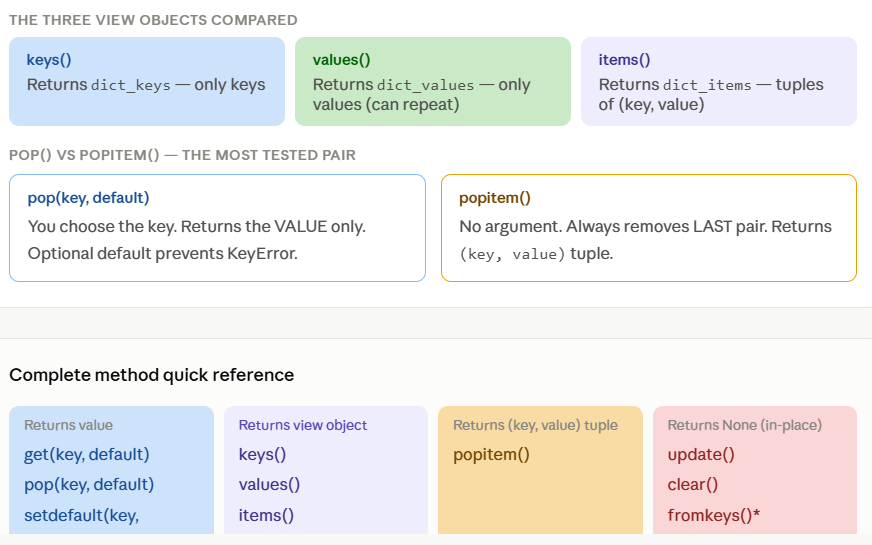 THE THREE VIEW OBJECTS COMPARED
keys()
Returns dict_keys — only keys
values()
Returns dict_values — only
values (can repeat)
items()
Returns dict_items — tuples
of (key, value)
POP() VS POPITEM() — THE MOST TESTED PAIR
pop(key, default)
You choose the key. Returns the VALUE only.
Optional default prevents KeyError.
popitem()
No argument. Always removes LAST pair. Returns
(key, value) tuple.
Complete method quick reference
Returns value
get(key, default)
pop(key, default)
setdefault(key,
Returns view object
keys()
values()
items()
Returns (key, value) tuple
popitem()
Returns None (in-place)
update()
clear()
fromkeys()*